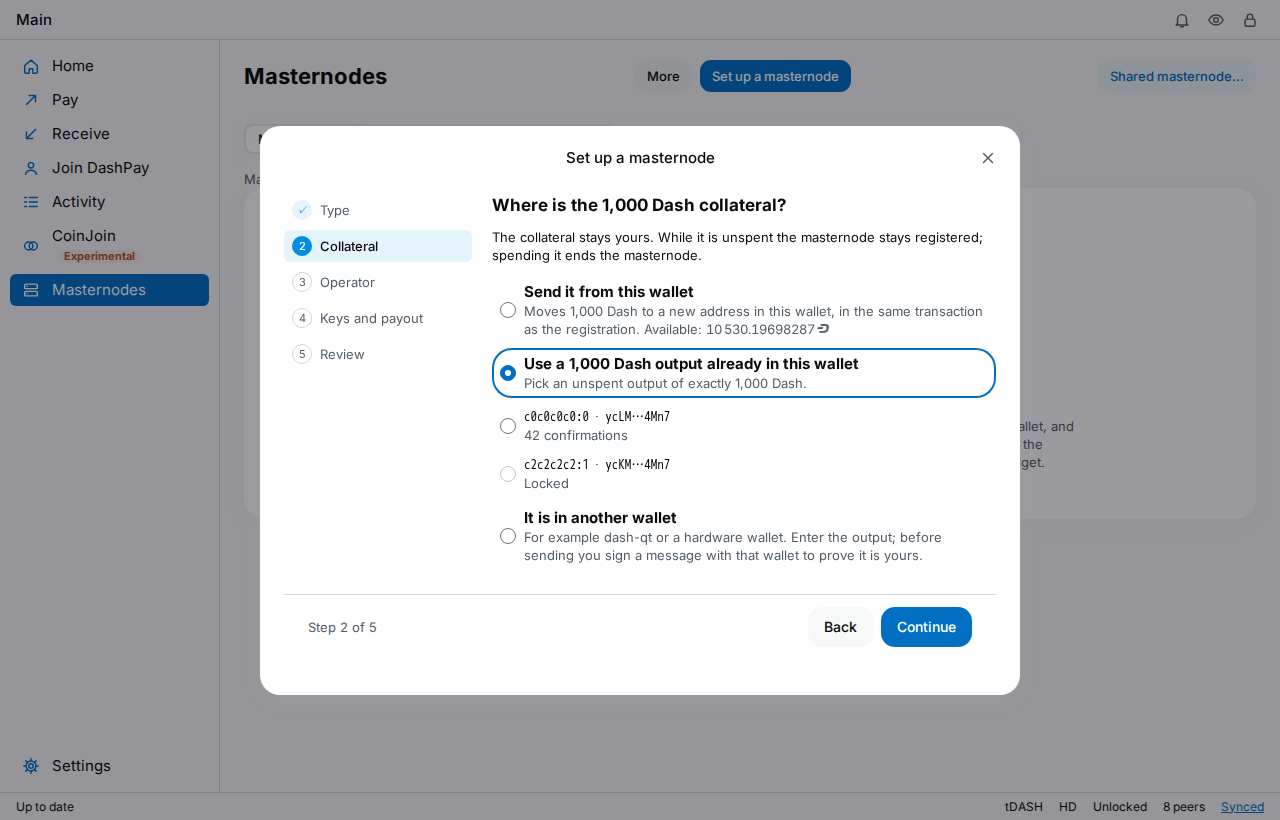 Main
Home
Pay
Receive
Join DashPay
Activity
CoinJoin
Experimental
Masternodes
Settings
Masternodes
More
Set up a masternode
Shared masternode...
Set up a masternode
✓ Type
2 Collateral
3 Operator
4 Keys and payout
5 Review
Where is the 1,000 Dash collateral?
The collateral stays yours. While it is unspent the masternode stays registered;
spending it ends the masternode.
Send it from this wallet
Moves 1,000 Dash to a new address in this wallet, in the same transaction
as the registration. Available: 10 530.19698287
Use a 1,000 Dash output already in this wallet
Pick an unspent output of exactly 1,000 Dash.
c0c0c0c0:0 · ycLM···4Mn7
42 confirmations
c2c2c2c2:1 · ycKM···4Mn7
Locked
It is in another wallet
For example dash-qt or a hardware wallet. Enter the output; before
sending you sign a message with that wallet to prove it is yours.
and
the
Step 2 of 5
Back
Continue
Up to date
tDASH
HD
Unlocked
8 peers
Synced